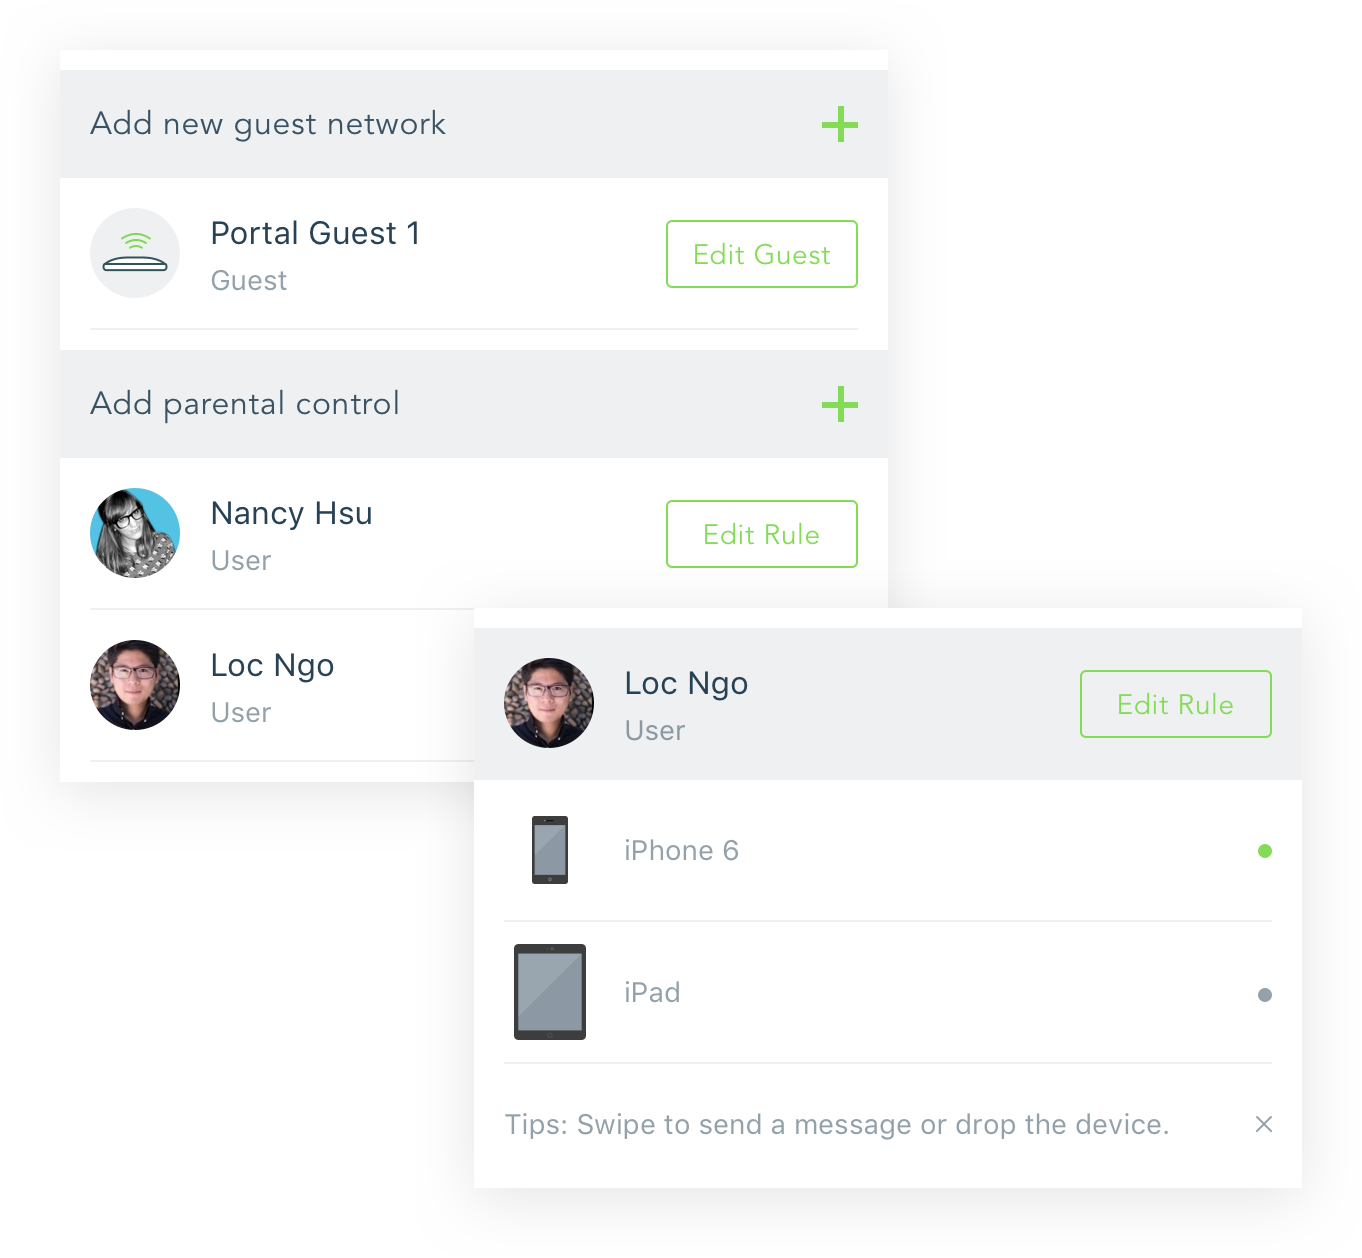 Add new guest network
Portal Guest 1
Guest
Edit Guest
Add parental control
Nancy Hsu
User
Edit Rule
Loc Ngo
User
Loc Ngo
User
Edit Rule
iPhone 6
iPad
Tips: Swipe to send a message or drop the device.